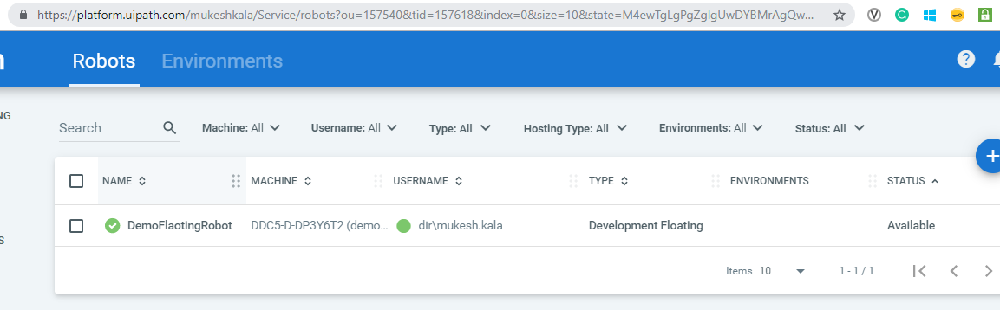 https://platform.uipath.com/mukeshkala/Service/robots?ou=157540&tid=157618&index=0&size=10&state=M4ewTgLgPgZglgUwDYBMrAgQw...
Robots Environments
Search Machine: All Username: All Type: All Hosting Type: All Environments: All Status: All
NAME MACHINE USERNAME TYPE ENVIRONMENTS STATUS
DemoFlaotingRobot DDC5-D-DP3Y6T2 (demo... dir\mukesh.kala Development Floating Available
Items 10 1 - 1 / 1